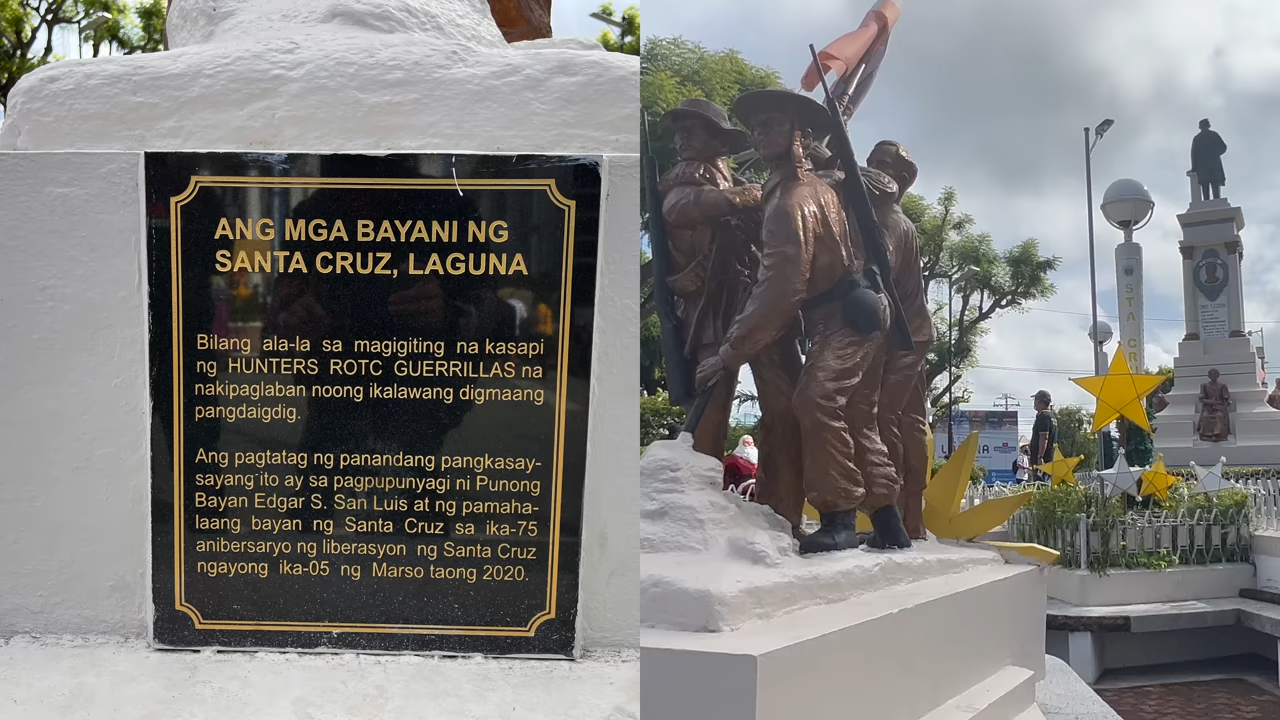 ANG MGA BAYANI NG
SANTA CRUZ, LAGUNA
Bilang ala-la sa magigiting na kasapi
ng HUNTERS ROTC GUERRILLAS na
nakipaglaban noong ikalawang digmaang
pangdaigdig.
Ang pagtatag ng panandang pangkasay-
sayang ito ay sa pagpupunyagi ni Punong
Bayan Edgar S. San Luis at ng pamaha-
laang bayan ng Santa Cruz sa ika-75
anibersaryo ng liberasyon ng Santa Cruz
ngayong ika-05 ng Marso taong 2020.
STA CR